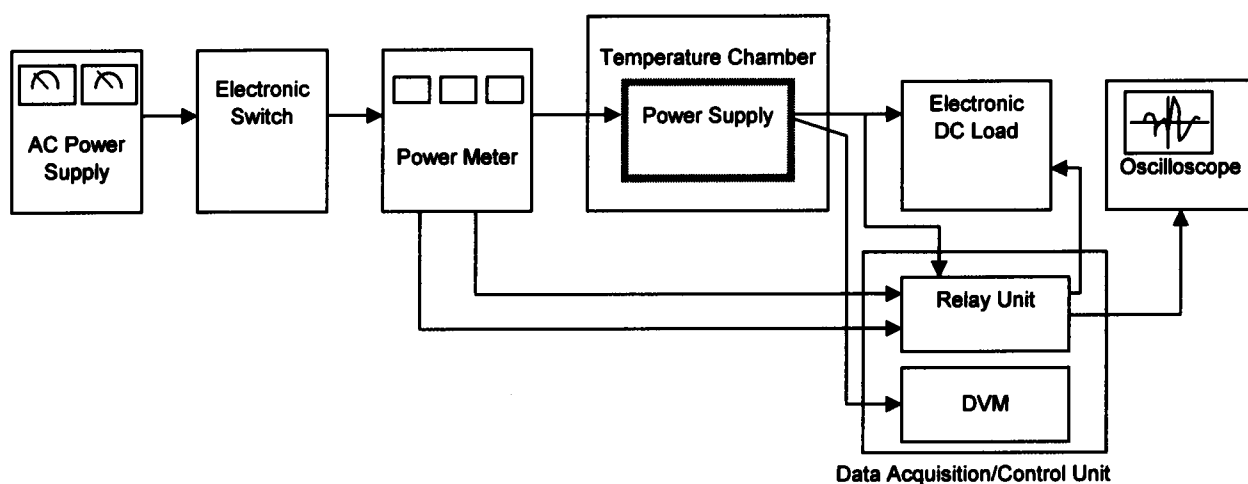 AC Power
Supply
Electronic
Switch
Power Meter
Temperature Chamber
Power Supply
Electronic
DC Load
Oscilloscope
Relay Unit
DVM
Data Acquisition/Control Unit